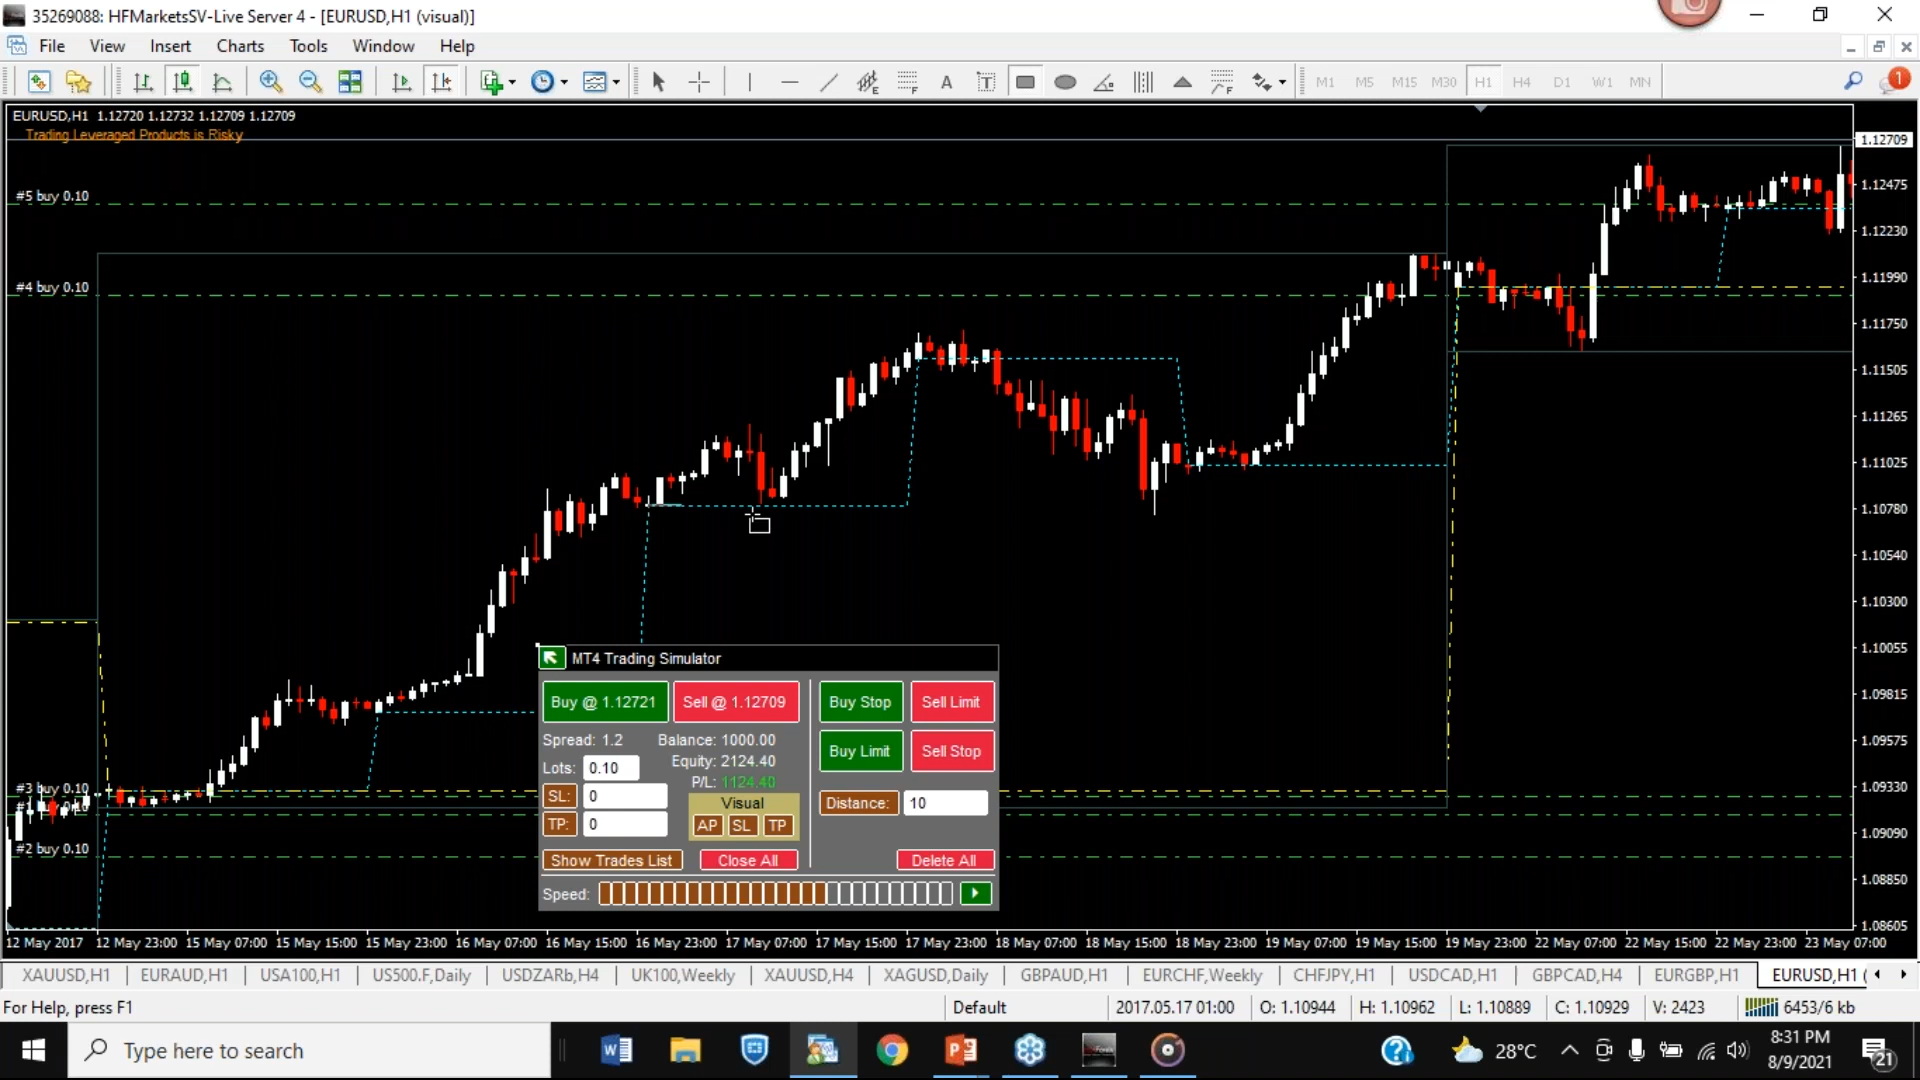 35269088: HFMarketsSV-Live Server 4 - [EURUSD,H1 (visual)]
File View Insert Charts Tools Window Help
M1 M5 M15 M30 H1 H4 D1 W1 MN 1
EURUSD,H1 1.12720 1.12732 1.12709 1.12709
Trading Leveraged Products is Risky
1.12709
1.12475
1.12230
1.11990
1.11750
1.11505
1.11265
1.11025
1.10780
1.10540
1.10300
1.10055
1.09815
1.09575
1.09330
1.09090
1.08850
1.08605
#5 buy 0.10
#4 buy 0.10
#3 buy 0.10
#2 buy 0.10
MT4 Trading Simulator
Buy @ 1.12721 Sell @ 1.12709 Buy Stop Sell Limit
Spread: 1.2 Balance: 1000.00
Equity: 2124.40 Buy Limit Sell Stop
Lots: 0.10
P/L: 1124.40
SL: 0 Visual Distance: 10
TP: 0 AP SL TP
Show Trades List Close All Delete All
Speed:
12 May 2017 12 May 23:00 15 May 07:00 15 May 15:00 15 May 23:00 16 May 07:00 16 May 15:00 16 May 23:00 17 May 07:00 17 May 15:00 17 May 23:00 18 May 07:00 18 May 15:00 18 May 23:00 19 May 07:00 19 May 15:00 19 May 23:00 22 May 07:00 22 May 15:00 22 May 23:00 23 May 07:00
XAUUSD,H1 EURAUD,H1 USA100,H1 US500.F,Daily USDZARb,H4 UK100,Weekly XAUUSD,H4 XAGUSD,Daily GBPAUD,H1 EURCHF,Weekly CHFJPY,H1 USDCAD,H1 GBPCAD,H4 EURGBP,H1 EURUSD,H1 (
For Help, press F1 Default 2017.05.17 01:00 O: 1.10944 H: 1.10962 L: 1.10889 C: 1.10929 V: 2423 6453/6 kb
Type here to search 28°C 8:31 PM
8/9/2021 21